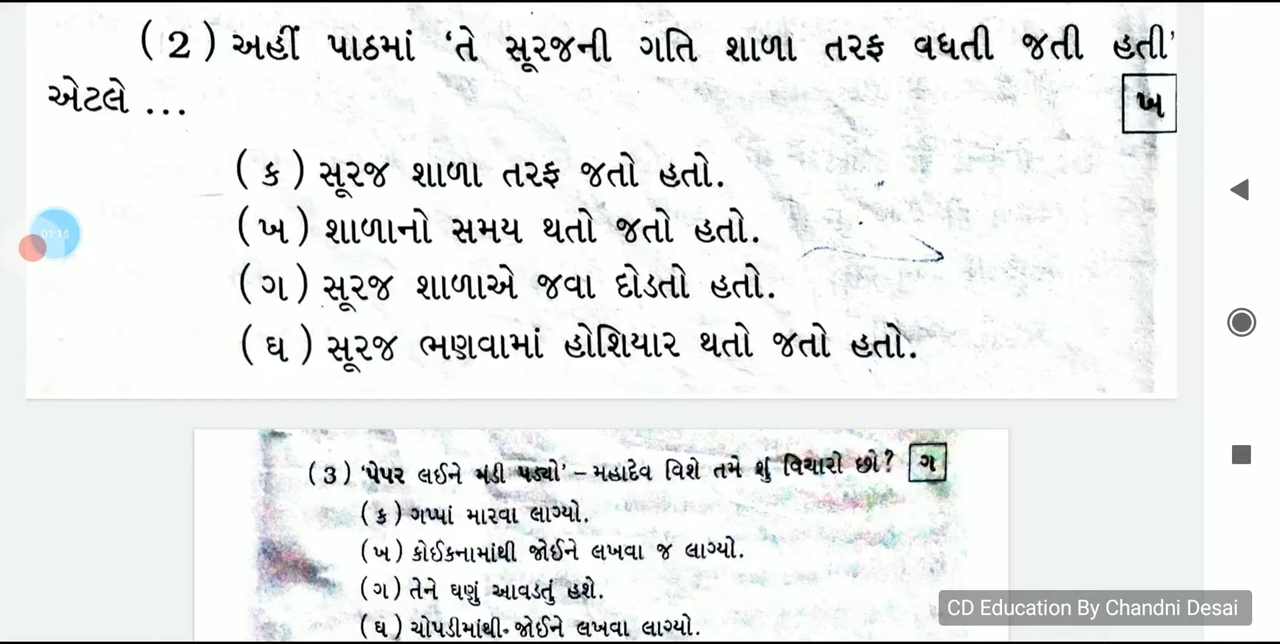 (2) અહીં પાઠમાં ‘તે સૂરજની ગતિ શાળા તરફ વધતી જતી હતી’
એટલે ...
ખ
(ક) સૂરજ શાળા તરફ જતો હતો.
01:15
(ખ) શાળાનો સમય થતો જતો હતો.
(ગ) સૂરજ શાળાએ જવા દોડતો હતો.
(ઘ) સૂરજ ભણવામાં હોશિયાર થતો જતો હતો.
(3) ‘પેપર લઈને મંડી પડ્યો’ – મહાદેવ વિશે તમે શું વિચારો છો? ગ
(ક) ગપ્પાં મારવા લાગ્યો.
(ખ) કોઈકનામાંથી જોઈને લખવા જ લાગ્યો.
(ગ) તેને ઘણું આવડતું હશે.
(ઘ) ચોપડીમાંથી જોઈને લખવા લાગ્યો.
CD Education By Chandni Desai